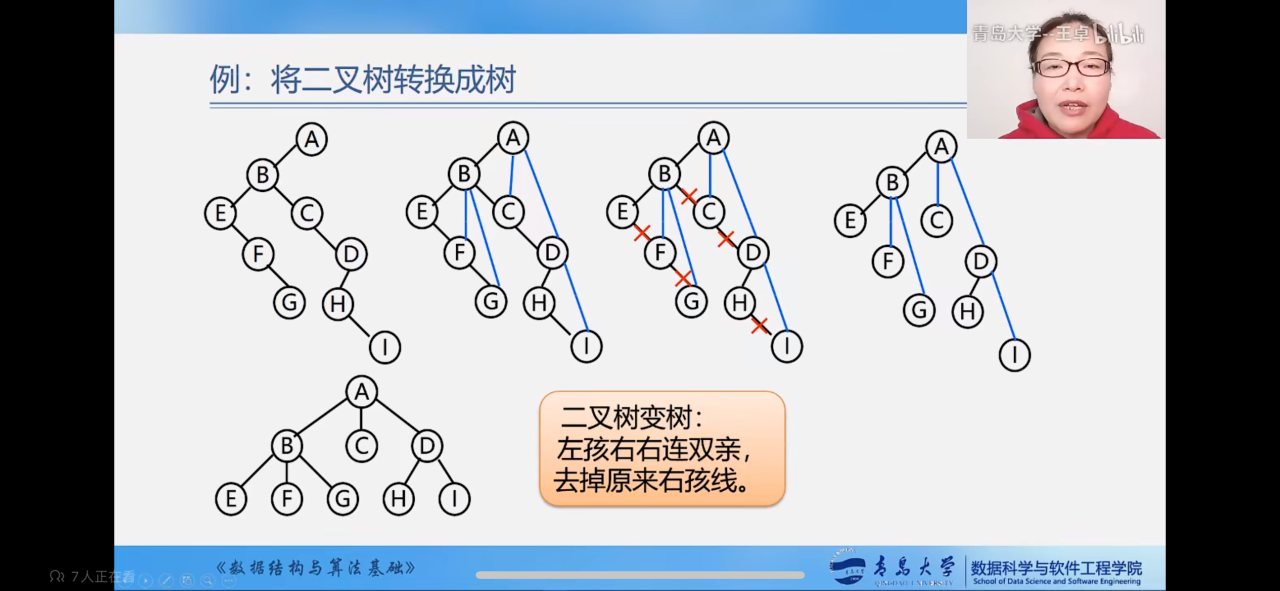 青岛大学-王卓 bilibili
例：将二叉树转换成树
A
B
E
C
F
D
G
H
I
A
B
E
C
F
D
G
H
I
A
B
E
C
F
D
G
H
I
A
B
E
C
F
D
G
H
I
A
B
C
D
E
F
G
H
I
二叉树变树：
左孩右右连双亲，
去掉原来右孩线。
《数据结构与算法基础》
青岛大学
QINGDAO UNIVERSITY
数据科学与软件工程学院
School of Data Science and Software Engineering
7人正在看